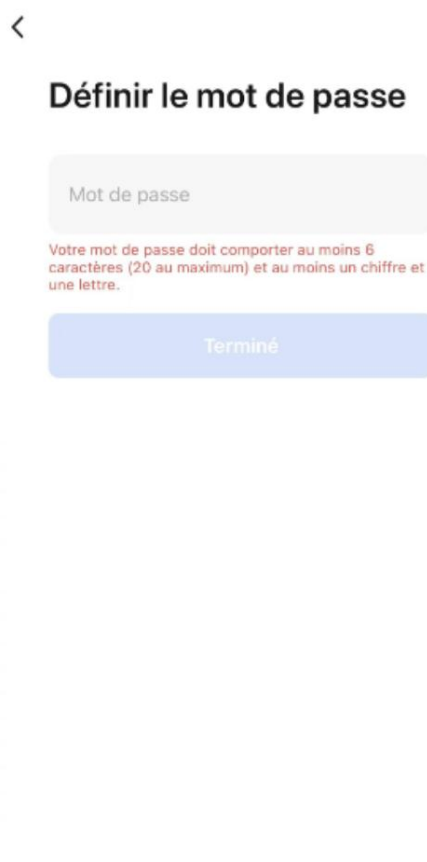 Définir le mot de passe
Mot de passe
Votre mot de passe doit comporter au moins 6
caractères (20 au maximum) et au moins un chiffre et
une lettre.
Terminé